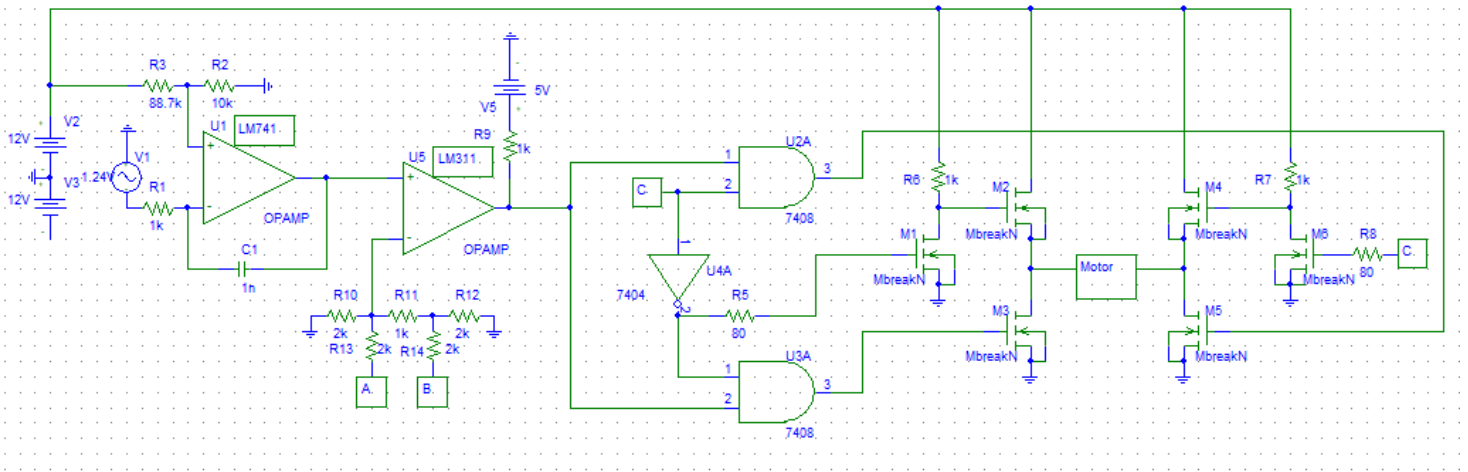 R3
88.7k
R2
10k
V2
12V
V3
12V
V1
1.24V
R1
1k
U1
LM741
+
-
OPAMP
C1
1n
V5
5V
-
+
R9
1k
U5
LM311
+
-
OPAMP
R10
2k
R11
1k
R12
2k
R13
2k
R14
2k
A
B
C
U2A
1
2
3
7408
U4A
1
2
7404
R5
80
U3A
1
2
3
7408
R6
1k
M1
MbreakN
M2
MbreakN
M3
MbreakN
Motor
M4
MbreakN
M5
MbreakN
R7
1k
M6
MbreakN
R8
80
C